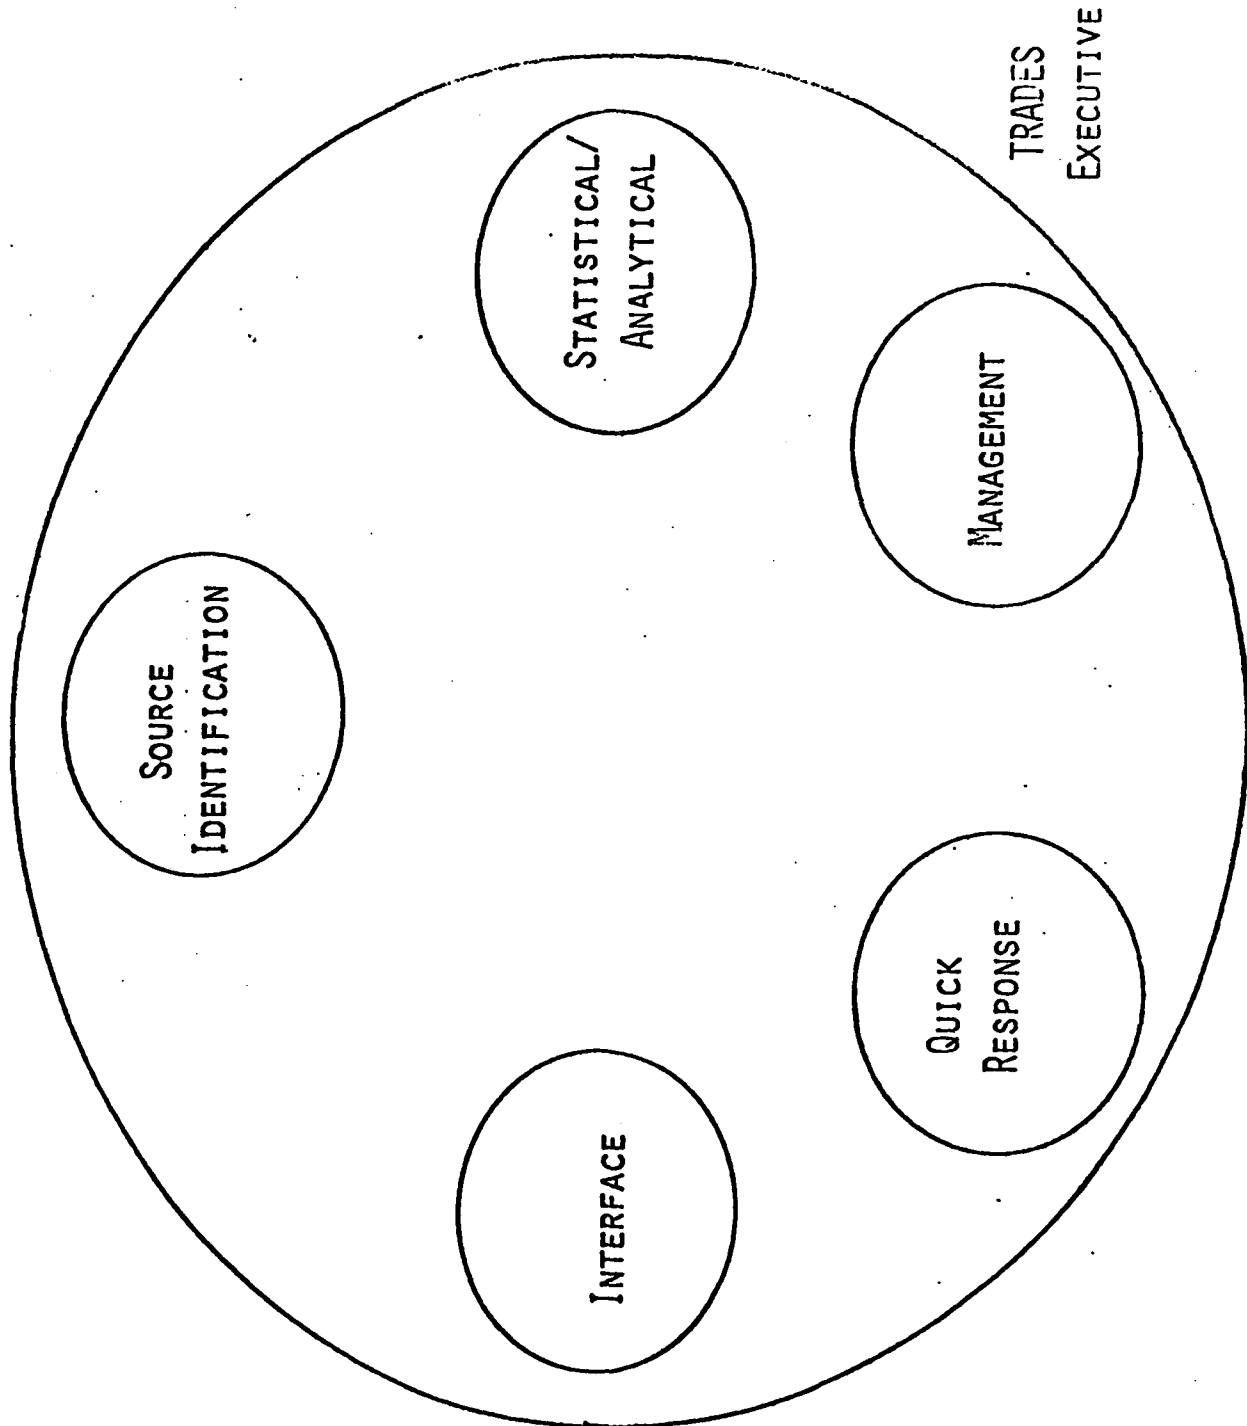 SOURCE
IDENTIFICATION
INTERFACE
STATISTICAL/
ANALYTICAL
QUICK
RESPONSE
MANAGEMENT
TRADES
EXECUTIVE